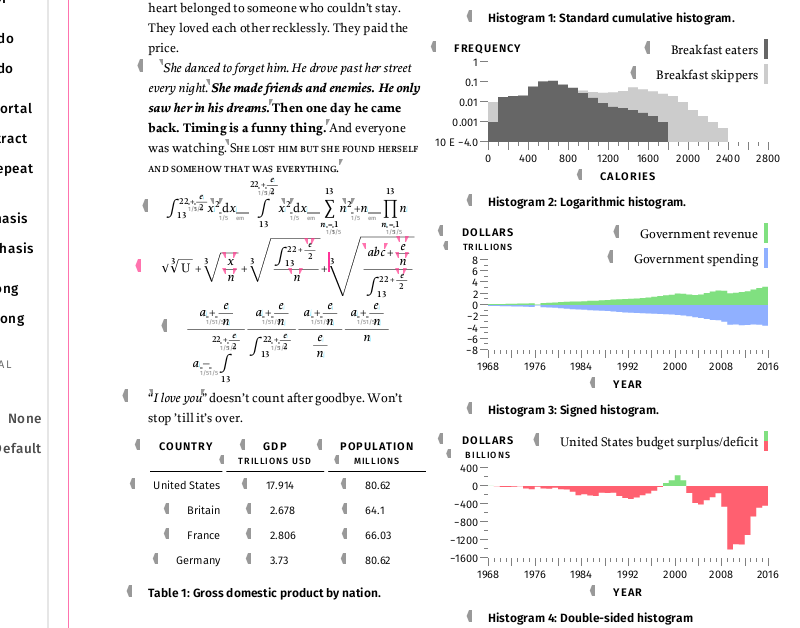 do
do
ortal
ract
epeat
asis
hasis
ong
ong
AL
None
Default
heart belonged to someone who couldn't stay.
They loved each other recklessly. They paid the
price.
She danced to forget him. He drove past her street
every night. She made friends and enemies. He only
saw her in his dreams. Then one day he came
back. Timing is a funny thing. And everyone
was watching. She lost him but she found herself
and somehow that was everything.
"I love you" doesn't count after goodbye. Won't
stop 'till it's over.
COUNTRY GDP POPULATION
TRILLIONS USD MILLIONS
United States 17.914 80.62
Britain 2.678 64.1
France 2.806 66.03
Germany 3.73 80.62
Table 1: Gross domestic product by nation.
Histogram 1: Standard cumulative histogram.
FREQUENCY
Breakfast eaters
Breakfast skippers
1
0.1
0.01
0.001
10 E −4.0
0 400 800 1200 1600 2000 2400 2800
CALORIES
Histogram 2: Logarithmic histogram.
DOLLARS
TRILLIONS
Government revenue
Government spending
8
6
4
2
0
−2
−4
−6
−8
1968 1976 1984 1992 2000 2008 2016
YEAR
Histogram 3: Signed histogram.
DOLLARS
BILLIONS
United States budget surplus/deficit
400
0
−400
−800
−1200
−1600
1968 1976 1984 1992 2000 2008 2016
YEAR
Histogram 4: Double-sided histogram